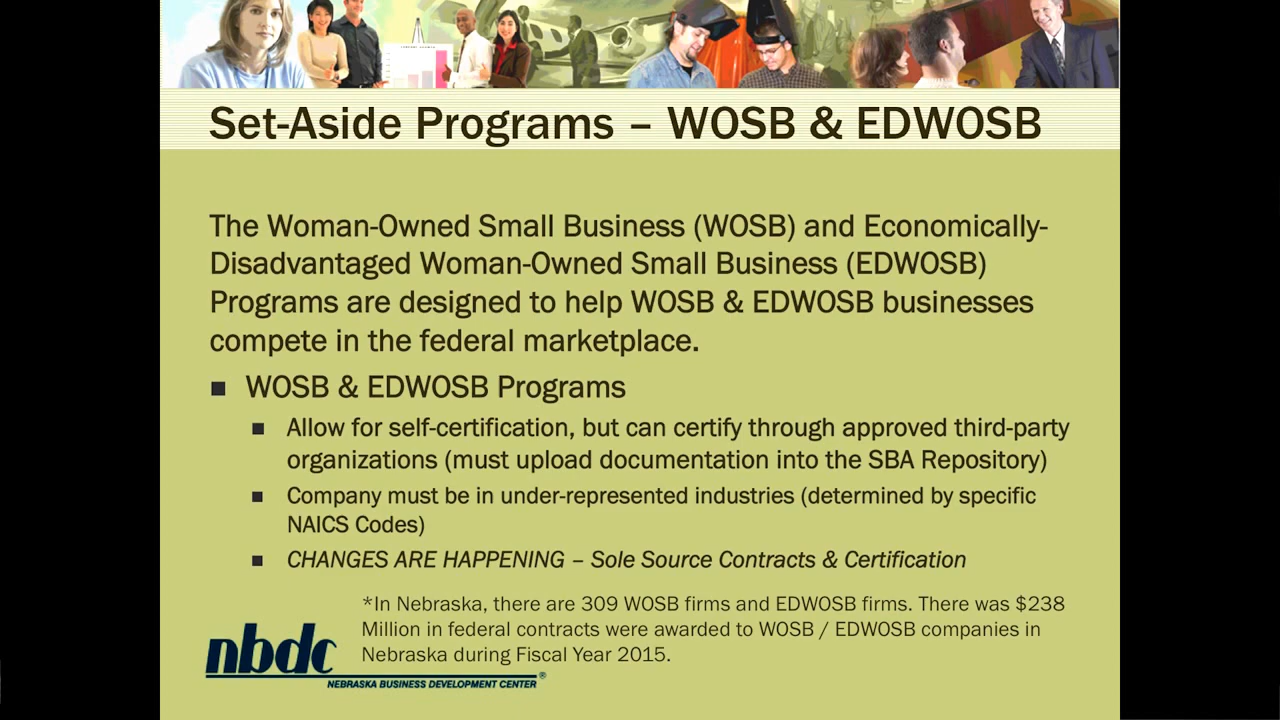 Set-Aside Programs – WOSB & EDWOSB
The Woman-Owned Small Business (WOSB) and Economically-
Disadvantaged Woman-Owned Small Business (EDWOSB)
Programs are designed to help WOSB & EDWOSB businesses
compete in the federal marketplace.
WOSB & EDWOSB Programs
Allow for self-certification, but can certify through approved third-party
organizations (must upload documentation into the SBA Repository)
Company must be in under-represented industries (determined by specific
NAICS Codes)
CHANGES ARE HAPPENING – Sole Source Contracts & Certification
*In Nebraska, there are 309 WOSB firms and EDWOSB firms. There was $238
Million in federal contracts were awarded to WOSB / EDWOSB companies in
Nebraska during Fiscal Year 2015.
nbdc
NEBRASKA BUSINESS DEVELOPMENT CENTER®